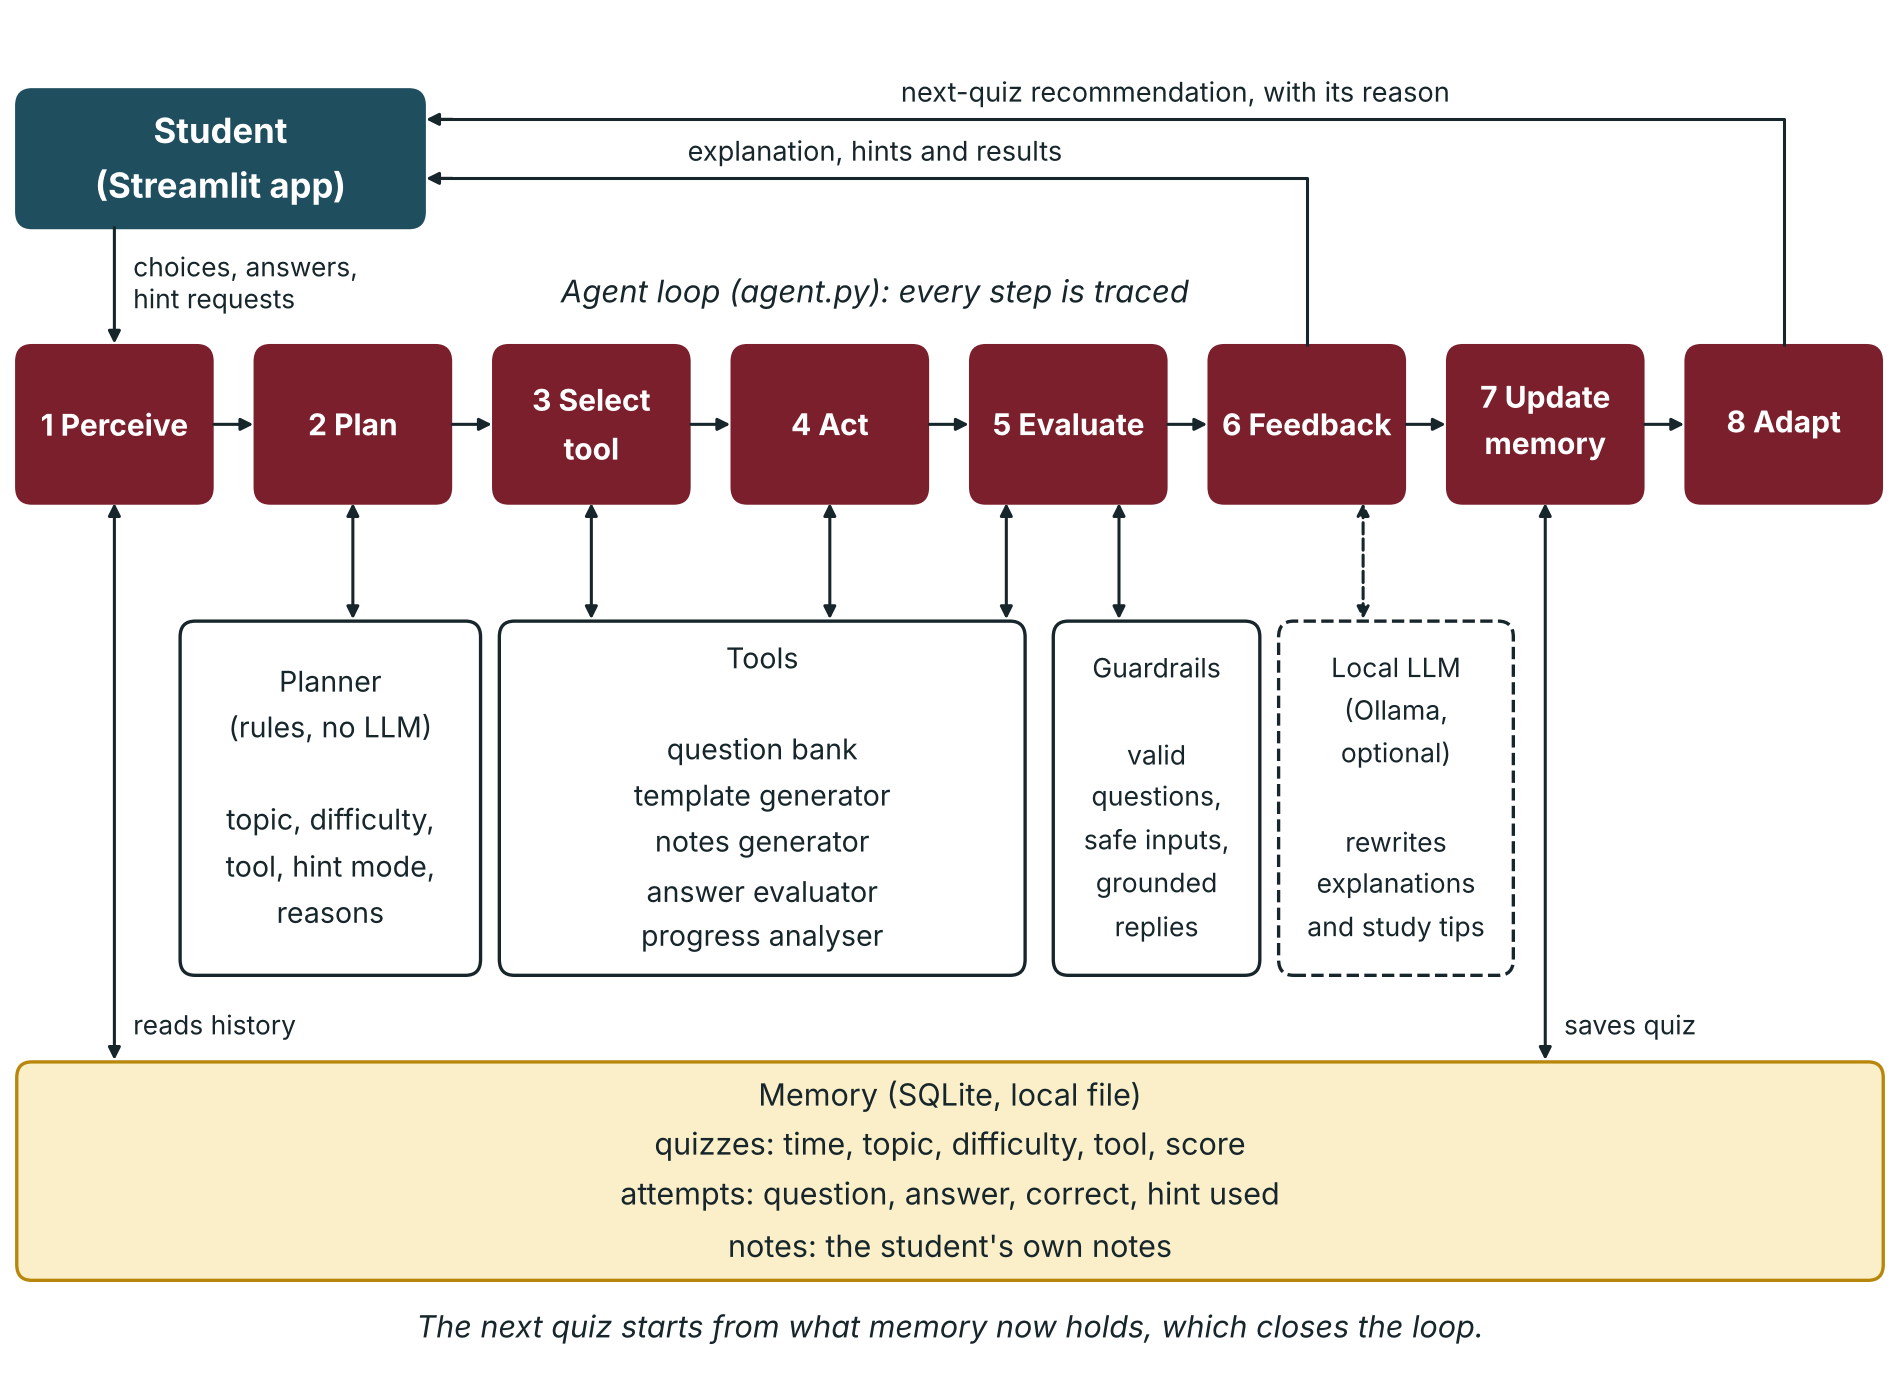 next-quiz recommendation, with its reason
Student
(Streamlit app)
explanation, hints and results
choices, answers,
hint requests
Agent loop (agent.py): every step is traced
1 Perceive
2 Plan
3 Select
tool
4 Act
5 Evaluate
6 Feedback
7 Update
memory
8 Adapt
Planner
(rules, no LLM)
topic, difficulty,
tool, hint mode,
reasons
Tools
question bank
template generator
notes generator
answer evaluator
progress analyser
Guardrails
valid
questions,
safe inputs,
grounded
replies
Local LLM
(Ollama,
optional)
rewrites
explanations
and study tips
reads history
saves quiz
Memory (SQLite, local file)
quizzes: time, topic, difficulty, tool, score
attempts: question, answer, correct, hint used
notes: the student's own notes
The next quiz starts from what memory now holds, which closes the loop.